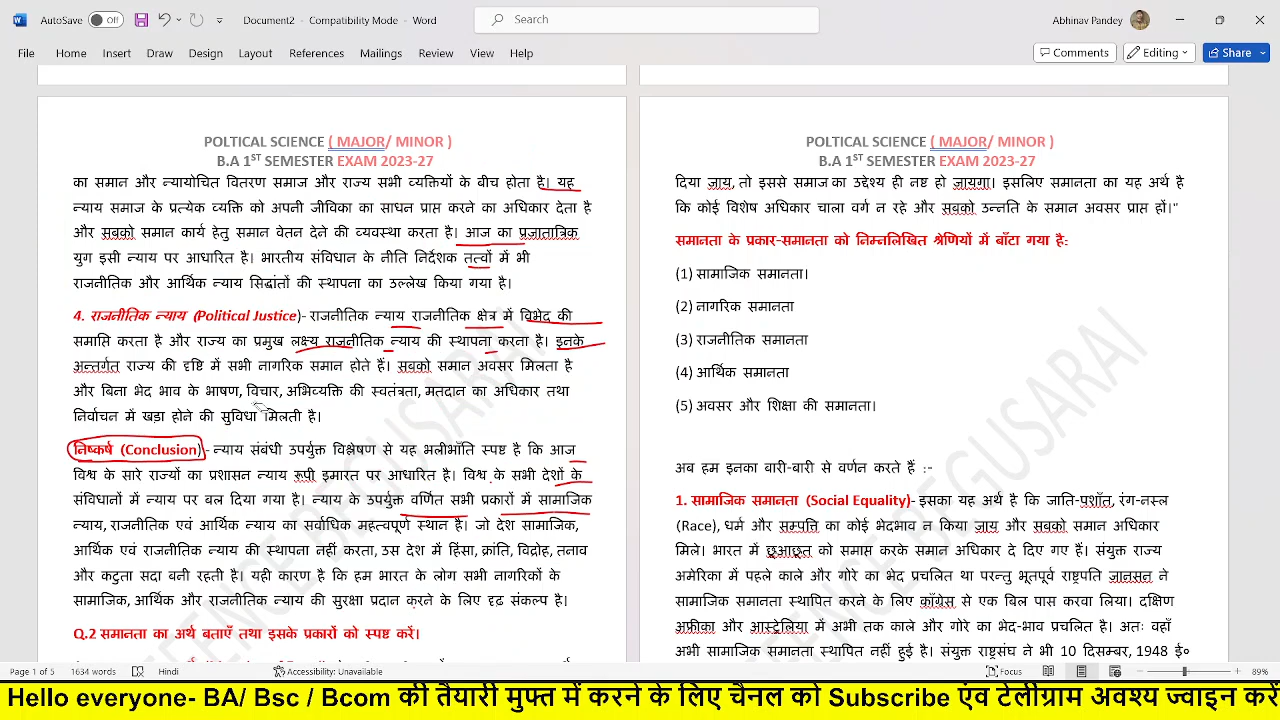 AutoSave Off Document2 - Compatibility Mode - Word Search Abhinav Pandey
File Home Insert Draw Design Layout References Mailings Review View Help Comments Editing Share
POLTICAL SCIENCE ( MAJOR/ MINOR )
B.A 1ST SEMESTER EXAM 2023-27
का समान और न्यायोचित वितरण समाज और राज्य सभी व्यक्तियों के बीच होता है। यह
न्याय समाज के प्रत्येक व्यक्ति को अपनी जीविका का साधन प्राप्त करने का अधिकार देता है
और सबको समान कार्य हेतु समान वेतन देने की व्यवस्था करता है। आज का प्रजातात्रिक
युग इसी न्याय पर आधारित है। भारतीय संविधान के नीति निर्देशक तत्वों में भी
राजनीतिक और आर्थिक न्याय सिद्धांतों की स्थापना का उल्लेख किया गया है।
4. राजनीतिक न्याय (Political Justice)- राजनीतिक न्याय राजनीतिक क्षेत्र में विभेद की
समाप्ति करता है और राज्य का प्रमुख लक्ष्य राजनीतिक न्याय की स्थापना करना है। इनके
अन्तर्गत राज्य की दृष्टि में सभी नागरिक समान होते हैं। सबको समान अवसर मिलता है
और बिना भेद भाव के भाषण, विचार, अभिव्यक्ति की स्वतंत्रता, मतदान का अधिकार तथा
निर्वाचन में खड़ा होने की सुविधा मिलती है।
निष्कर्ष (Conclusion)- न्याय संबंधी उपर्युक्त विश्लेषण से यह भलीभाँति स्पष्ट है कि आज
विश्व के सारे राज्यों का प्रशासन न्याय रूपी इमारत पर आधारित है। विश्व के सभी देशों के
संविधानों में न्याय पर बल दिया गया है। न्याय के उपर्युक्त वर्णित सभी प्रकारों में सामाजिक
न्याय, राजनीतिक एवं आर्थिक न्याय का सर्वाधिक महत्वपूर्ण स्थान है। जो देश सामाजिक,
आर्थिक एवं राजनीतिक न्याय की स्थापना नहीं करता, उस देश में हिंसा, क्रांति, विद्रोह, तनाव
और कटुता सदा बनी रहती है। यही कारण है कि हम भारत के लोग सभी नागरिकों के
सामाजिक, आर्थिक और राजनीतिक न्याय की सुरक्षा प्रदान करने के लिए दृढ़ संकल्प है।
Q.2 समानता का अर्थ बताएँ तथा इसके प्रकारों को स्पष्ट करें।
POLTICAL SCIENCE ( MAJOR/ MINOR )
B.A 1ST SEMESTER EXAM 2023-27
दिया जाय, तो इससे समाज का उद्देश्य ही नष्ट हो जायगा। इसलिए समानता का यह अर्थ है
कि कोई विशेष अधिकार चाला वर्ग न रहे और सबको उन्नति के समान अवसर प्राप्त हों।"
समानता के प्रकार-समानता को निम्नलिखित श्रेणियों में बाँटा गया है:
(1) सामाजिक समानता।
(2) नागरिक समानता
(3) राजनीतिक समानता
(4) आर्थिक समानता
(5) अवसर और शिक्षा की समानता।
अब हम इनका बारी-बारी से वर्णन करते हैं :-
1. सामाजिक समानता (Social Equality)- इसका यह अर्थ है कि जाति-पशाँत, रंग-नस्ल
(Race), धर्म और सम्पत्ति का कोई भेदभाव न किया जाय और सबको समान अधिकार
मिले। भारत में छूआछूत को समाप्त करके समान अधिकार दे दिए गए हैं। संयुक्त राज्य
अमेरिका में पहले काले और गोरे का भेद प्रचलित था परन्तु भूतपूर्व राष्ट्रपति जानसन ने
सामाजिक समानता स्थापित करने के लिए काँग्रेस से एक बिल पास करवा लिया। दक्षिण
अफ्रीका और आस्ट्रेलिया में अभी तक काले और गोरे का भेद-भाव प्रचलित है। अतः वहाँ
अभी सामाजिक समानता स्थापित नहीं हुई है। संयुक्त राष्ट्रसंघ ने भी 10 दिसम्बर, 1948 ई०
BEGUSARAI
SCIENCE BEGUSARAI
Page 1 of 5 1634 words Hindi Accessibility: Not available Focus 89%
Hello everyone- BA/ Bsc / Bcom की तैयारी मुफ्त में करने के लिए चैनल को Subscribe एंव टेलीग्राम अवश्य ज्वाइन करें